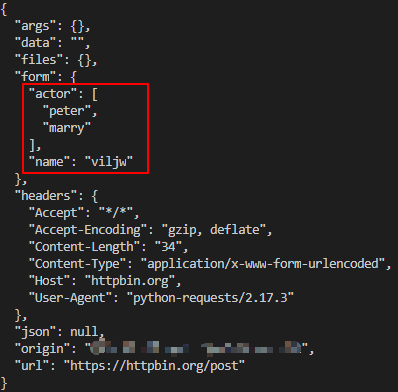 {
  "args": {},
  "data": "",
  "files": {},
  "form": {
    "actor": [
      "peter",
      "marry"
    ],
    "name": "viljw"
  },
  "headers": {
    "Accept": "*/*",
    "Accept-Encoding": "gzip, deflate",
    "Content-Length": "34",
    "Content-Type": "application/x-www-form-urlencoded",
    "Host": "httpbin.org",
    "User-Agent": "python-requests/2.17.3"
  },
  "json": null,
  "origin": "",
  "url": "https://httpbin.org/post"
}